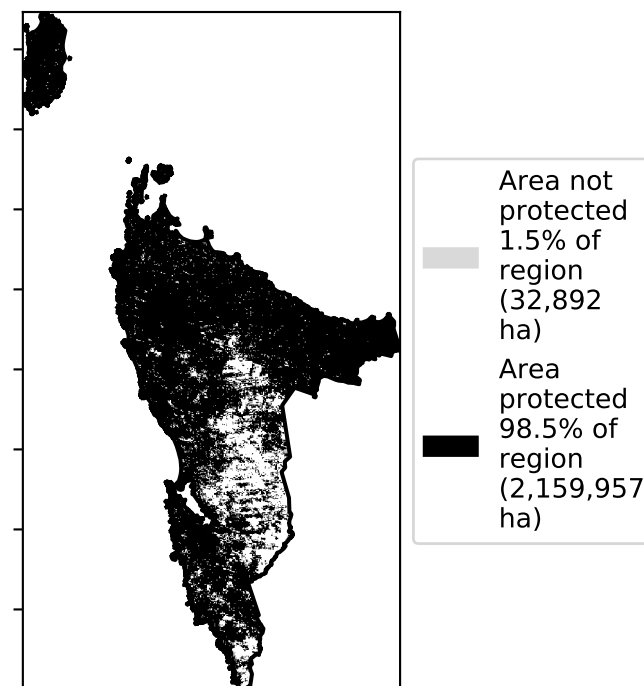 Area not
protected
1.5% of
region
(32,892
ha)
Area
protected
98.5% of
region
(2,159,957
ha)